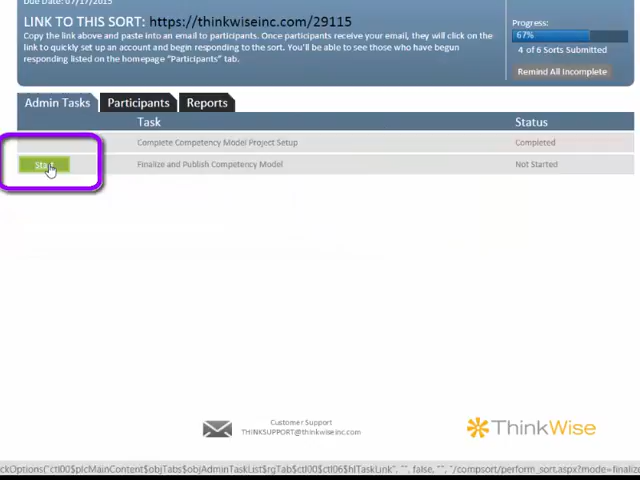 Due Date: 07/17/2015
LINK TO THIS SORT: https://thinkwiseinc.com/29115
Copy the link above and paste into an email to participants. Once participants receive your email, they will click on the
link to quickly set up an account and begin responding to the sort. You'll be able to see those who have begun
responding listed on the homepage "Participants" tab.
Progress:
67%
4 of 6 Sorts Submitted
Remind All Incomplete
Admin Tasks Participants Reports
Task Status
Complete Competency Model Project Setup Completed
Start Finalize and Publish Competency Model Not Started
Customer Support
THINKSUPPORT@thinkwiseinc.com
ThinkWise
ckOptions("ctl00$plcMainContent$objTabs$objAdminTaskList$rgTab$ctl00$ctl06$hlTaskLink", "", false, "", "/compsort/perform_sort.aspx?mode=finalize